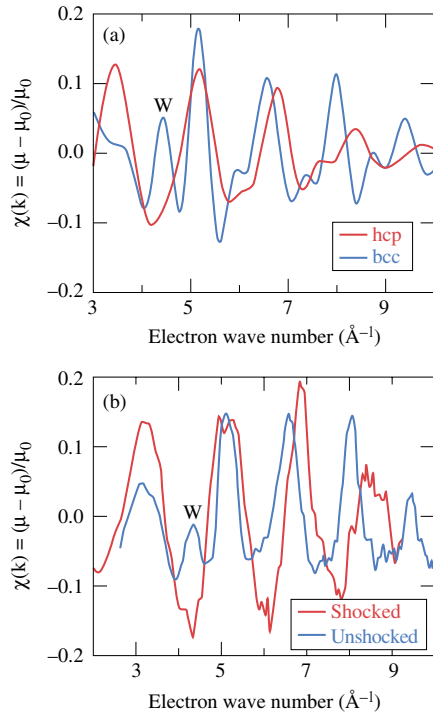 (a)
0.2
0.1
0.0
−0.1
−0.2
χ(k) = (μ − μ₀)/μ₀
W
hcp
bcc
3 5 7 9
Electron wave number (Å⁻¹)
(b)
0.2
0.1
0.0
−0.1
−0.2
χ(k) = (μ − μ₀)/μ₀
W
Shocked
Unshocked
3 5 7 9
Electron wave number (Å⁻¹)